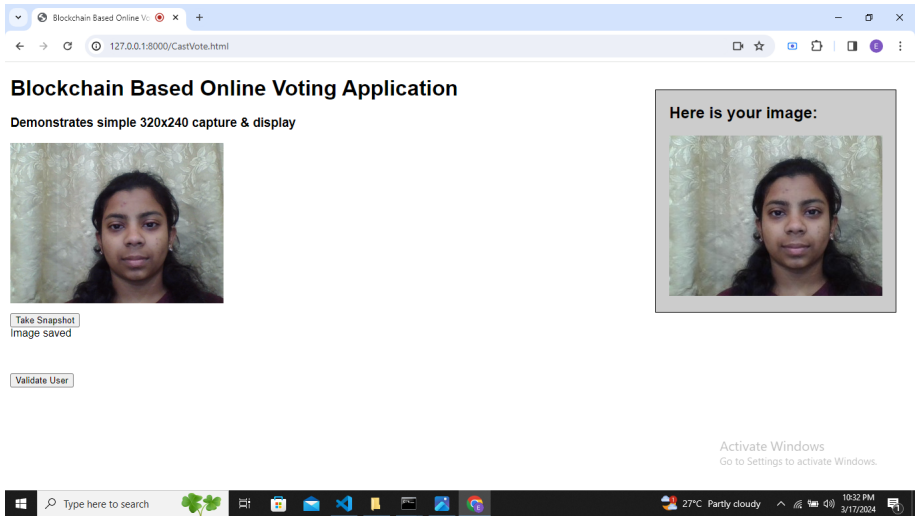 Blockchain Based Online Vo
127.0.0.1:8000/CastVote.html
E
Blockchain Based Online Voting Application
Demonstrates simple 320x240 capture & display
Here is your image:
Take Snapshot
Image saved
Validate User
Activate Windows
Go to Settings to activate Windows.
Type here to search
27°C Partly cloudy
10:32 PM
3/17/2024
1